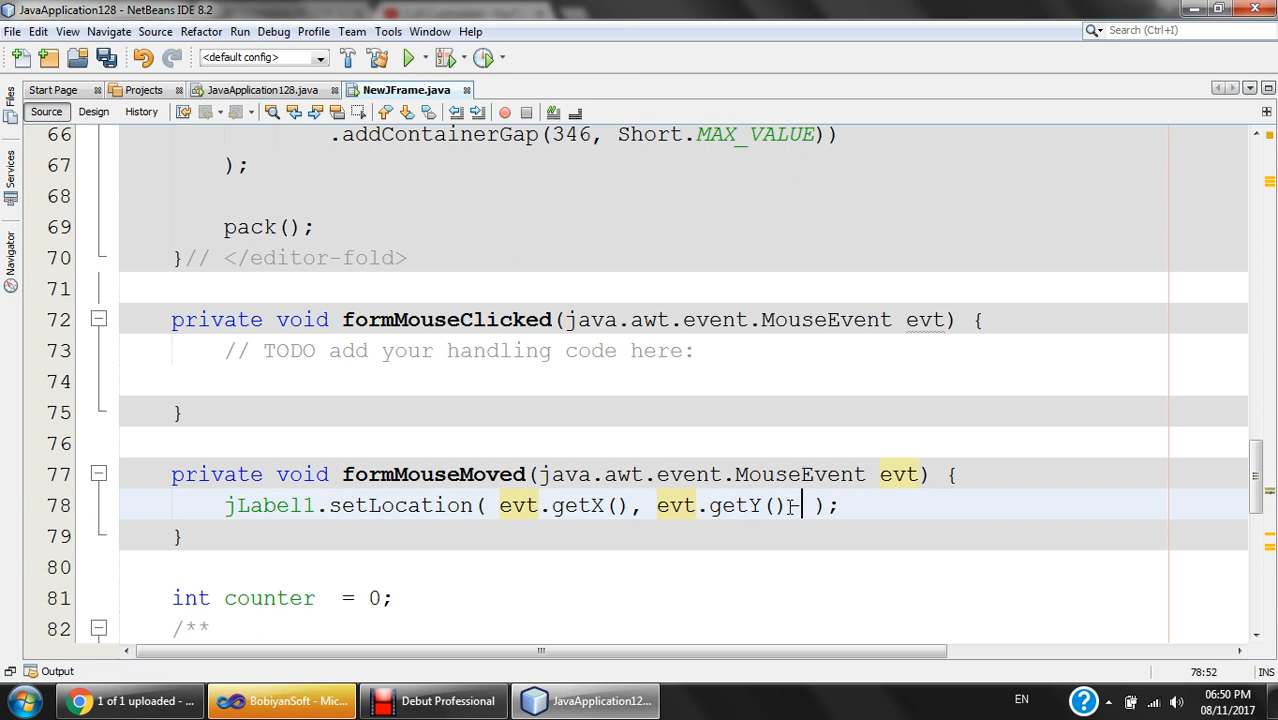 JavaApplication128 - NetBeans IDE 8.2
File Edit View Navigate Source Refactor Run Debug Profile Team Tools Window Help
Search (Ctrl+I)
<default config>
Start Page Projects JavaApplication128.java NewJFrame.java
Source Design History
Files
Services
Navigator
66 .addContainerGap(346, Short.MAX_VALUE))
67 );
68
69 pack();
70 }// </editor-fold>
71
72 private void formMouseClicked(java.awt.event.MouseEvent evt) {
73 // TODO add your handling code here:
74
75 }
76
77 private void formMouseMoved(java.awt.event.MouseEvent evt) {
78 jLabel1.setLocation( evt.getX(), evt.getY()- );
79 }
80
81 int counter = 0;
82 /**
Output
78:52 INS
1 of 1 uploaded - ... BobiyanSoft - Mic... Debut Professional JavaApplication12... EN 06:50 PM
08/11/2017